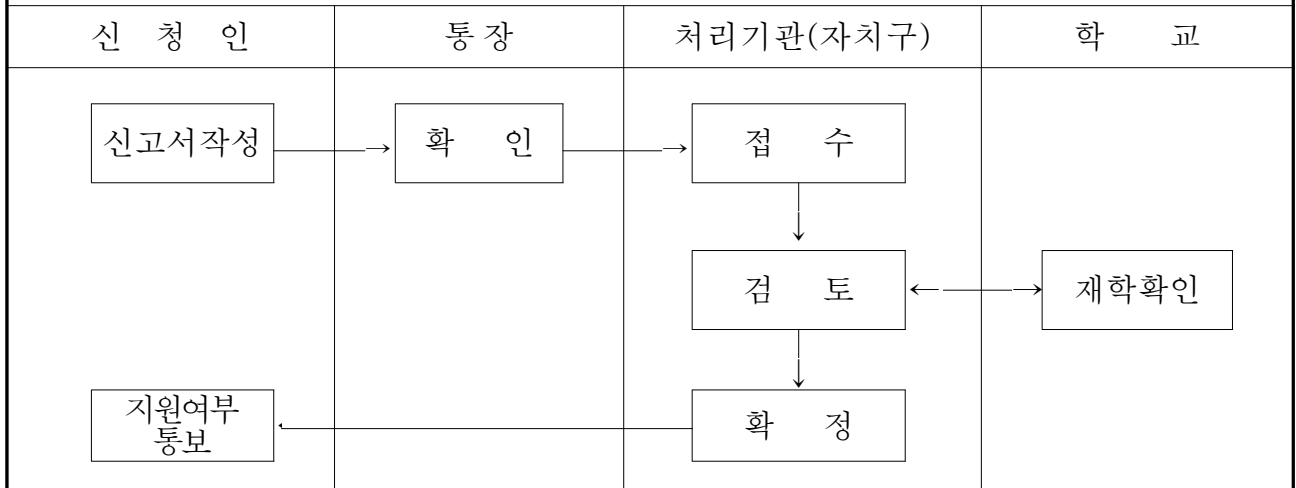 신 청 인 통 장 처리기관(자치구) 학 교
신고서작성 → 확 인 → 접 수
↓
검 토 ← → 재학확인
↓
지원여부
통보
확 정